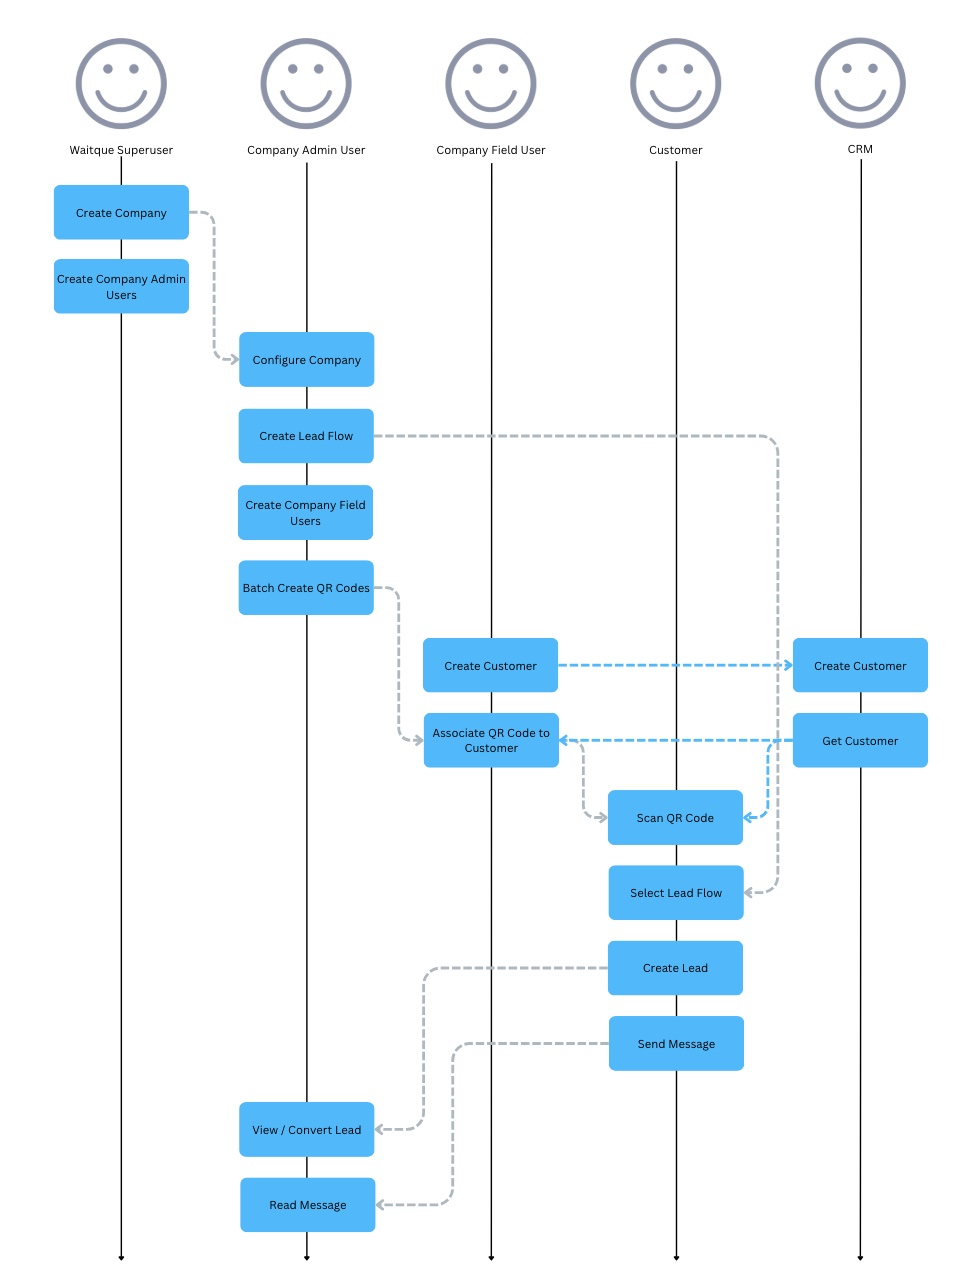 Waitque Superuser
Company Admin User
Company Field User
Customer
CRM
Create Company
Create Company Admin
Users
Configure Company
Create Lead Flow
Create Company Field
Users
Batch Create QR Codes
Create Customer
Create Customer
Associate QR Code to
Customer
Get Customer
Scan QR Code
Select Lead Flow
Create Lead
Send Message
View / Convert Lead
Read Message